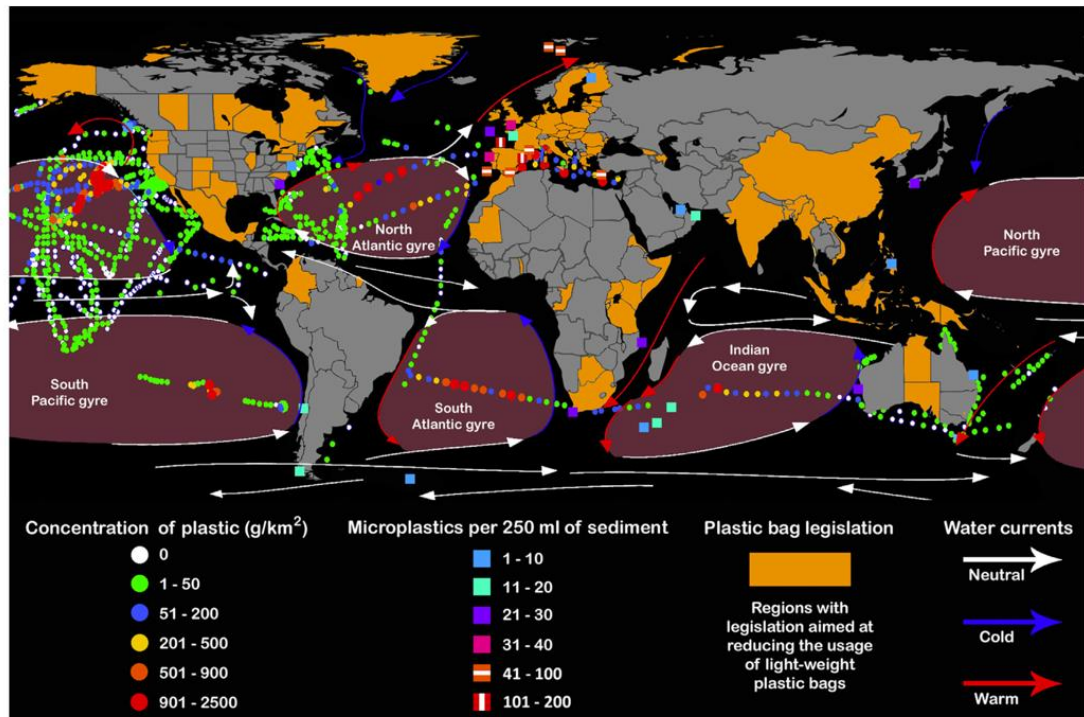 North
Atlantic gyre
North
Pacific gyre
South
Pacific gyre
South
Atlantic gyre
Indian
Ocean gyre
Concentration of plastic (g/km²)
0
1 - 50
51 - 200
201 - 500
501 - 900
901 - 2500
Microplastics per 250 ml of sediment
1 - 10
11 - 20
21 - 30
31 - 40
41 - 100
101 - 200
Plastic bag legislation
Regions with
legislation aimed at
reducing the usage
of light-weight
plastic bags
Water currents
Neutral
Cold
Warm